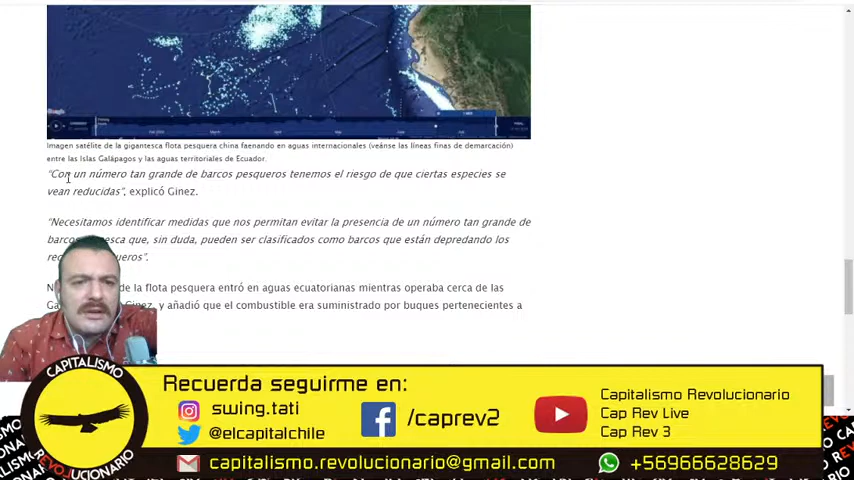 Imagen satélite de la gigantesca flota pesquera china faenando en aguas internacionales (veánse las líneas finas de demarcación)
entre las Islas Galápagos y las aguas territoriales de Ecuador.
“Con un número tan grande de barcos pesqueros tenemos el riesgo de que ciertas especies se
vean reducidas”, explicó Ginez.
“Necesitamos identificar medidas que nos permitan evitar la presencia de un número tan grande de
barcos pesca que, sin duda, pueden ser clasificados como barcos que están depredando los
de la flota pesquera entró en aguas ecuatorianas mientras operaba cerca de las
Ginez, y añadió que el combustible era suministrado por buques pertenecientes a
CAPITALISMO
REVOLUCIONARIO
Recuerda seguirme en:
swing.tati
@elcapitalchile
/caprev2
Capitalismo Revolucionario
Cap Rev Live
Cap Rev 3
capitalismo.revolucionario@gmail.com
+56966628629